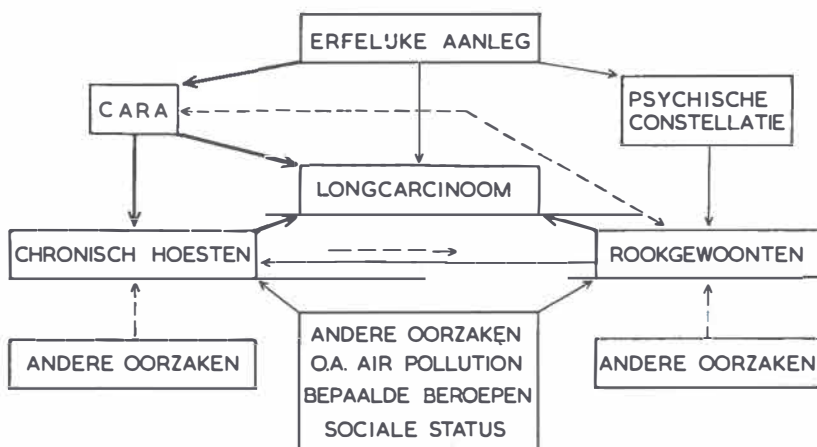 ERFELIJKE AANLEG
CARA
PSYCHISCHE
CONSTELLATIE
LONGCARCINOOM
CHRONISCH HOESTEN
ROOKGEWOONTEN
ANDERE OORZAKEN
ANDERE OORZAKEN
O.A. AIR POLLUTION
BEPAALDE BEROEPEN
SOCIALE STATUS
ANDERE OORZAKEN